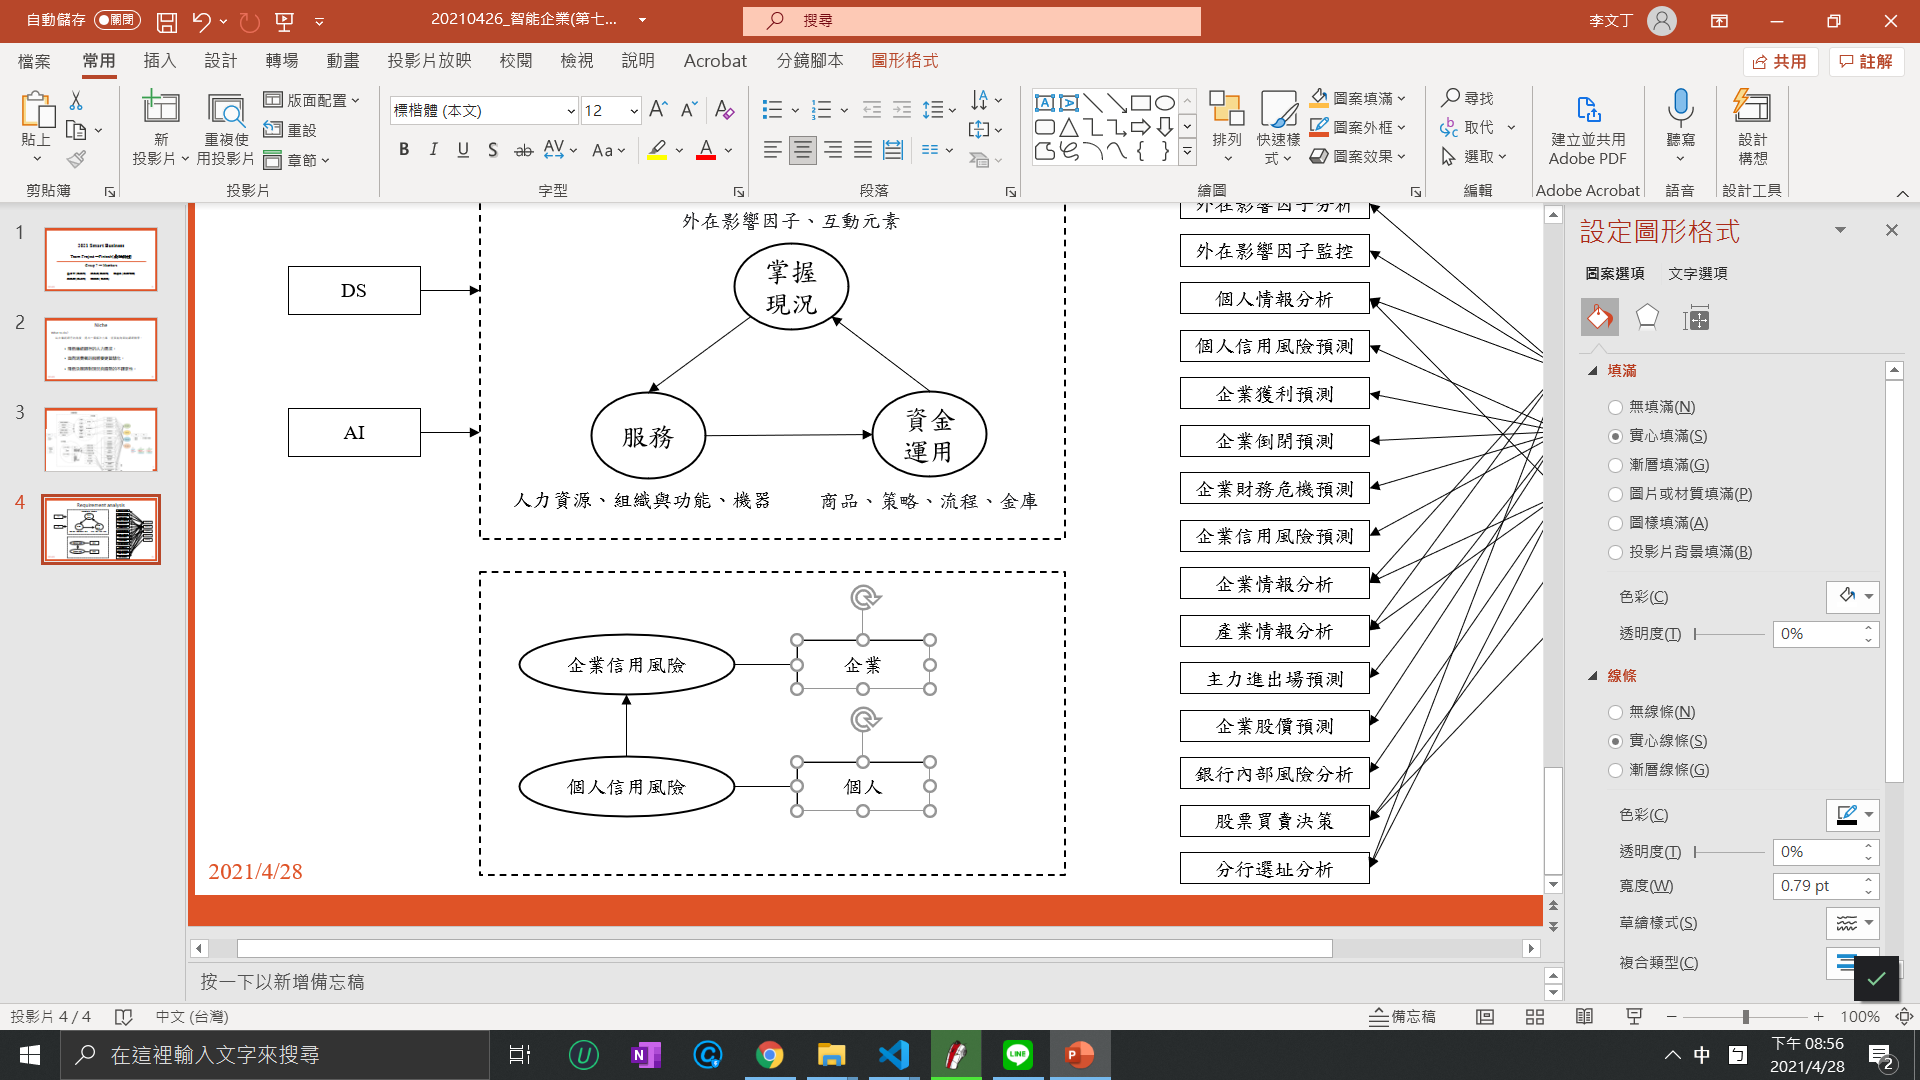 自動儲存 關閉
20210426_智能企業(第七...
搜尋
李文丁
檔案 常用 插入 設計 轉場 動畫 投影片放映 校閱 檢視 說明 Acrobat 分鏡腳本 圖形格式
共用 註解
貼上
剪貼簿
新
投影片
重複使
用投影片
版面配置
重設
章節
投影片
標楷體 (本文) 12
B I U S ab AV Aa A
字型
段落
排列
快速樣
式
圖案填滿
圖案外框
圖案效果
繪圖
尋找
取代
選取
編輯
建立並共用
Adobe PDF
Adobe Acrobat
聽寫
語音
設計
構想
設計工具
1
2021 Smart Business
2
Niche
3
4
Requirement analysis
外在影響因子、互動元素
掌握
現況
DS
AI
服務
資金
運用
人力資源、組織與功能、機器
商品、策略、流程、金庫
企業信用風險
企業
個人信用風險
個人
2021/4/28
外在影響因子分析
外在影響因子監控
個人情報分析
個人信用風險預測
企業獲利預測
企業倒閉預測
企業財務危機預測
企業信用風險預測
企業情報分析
產業情報分析
主力進出場預測
企業股價預測
銀行內部風險分析
股票買賣決策
分行選址分析
設定圖形格式
圖案選項 文字選項
填滿
無填滿(N)
實心填滿(S)
漸層填滿(G)
圖片或材質填滿(P)
圖樣填滿(A)
投影片背景填滿(B)
色彩(C)
透明度(T) 0%
線條
無線條(N)
實心線條(S)
漸層線條(G)
色彩(C)
透明度(T) 0%
寬度(W) 0.79 pt
草繪樣式(S)
複合類型(C)
按一下以新增備忘稿
投影片 4 / 4 中文 (台灣)
備忘稿
100%
在這裡輸入文字來搜尋
中
ㄅ
下午 08:56
2021/4/28
2